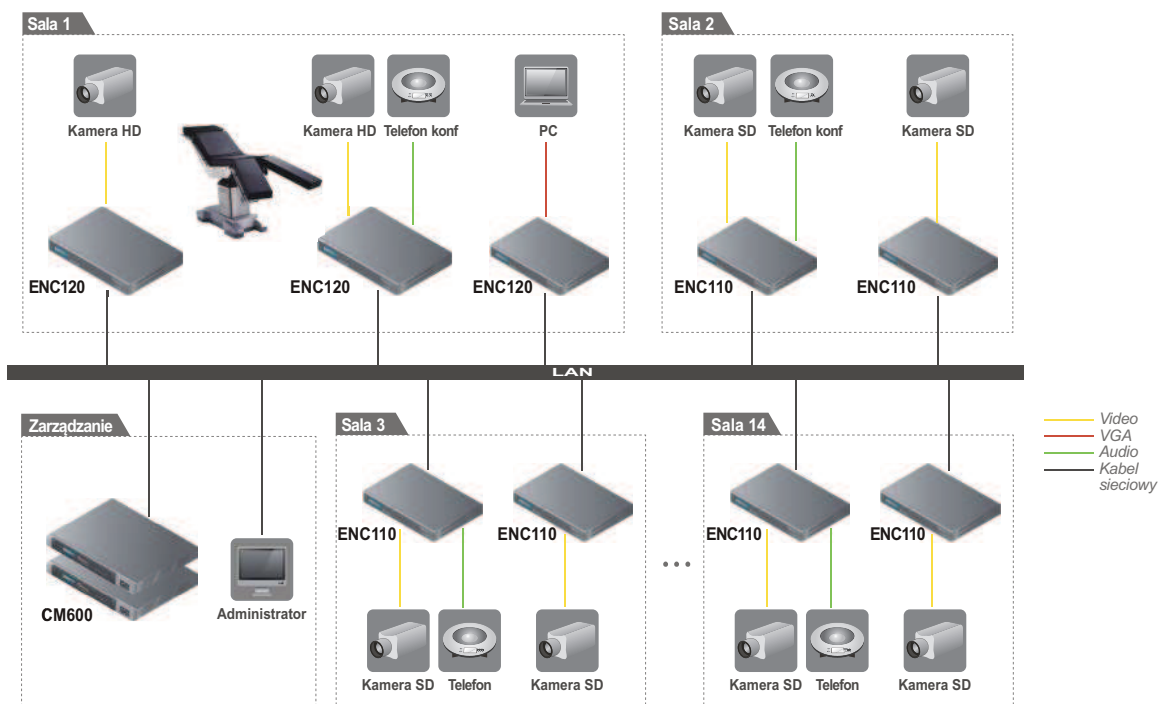 Sala 1
Kamera HD
Kamera HD
Telefon konf
PC
ENC120
ENC120
ENC120
Sala 2
Kamera SD
Telefon konf
Kamera SD
ENC110
ENC110
LAN
Zarządzanie
CM600
Administrator
Sala 3
ENC110
ENC110
Kamera SD
Telefon
Kamera SD
...
Sala 14
ENC110
ENC110
Kamera SD
Telefon
Kamera SD
Video
VGA
Audio
Kabel
sieciowy